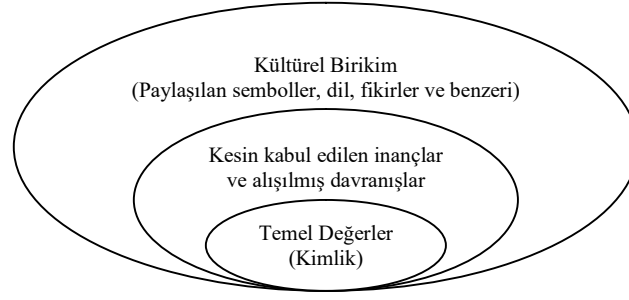 Kültürel Birikim
(Paylaşılan semboller, dil, fikirler ve benzeri)
Kesin kabul edilen inançlar
ve alışılmış davranışlar
Temel Değerler
(Kimlik)